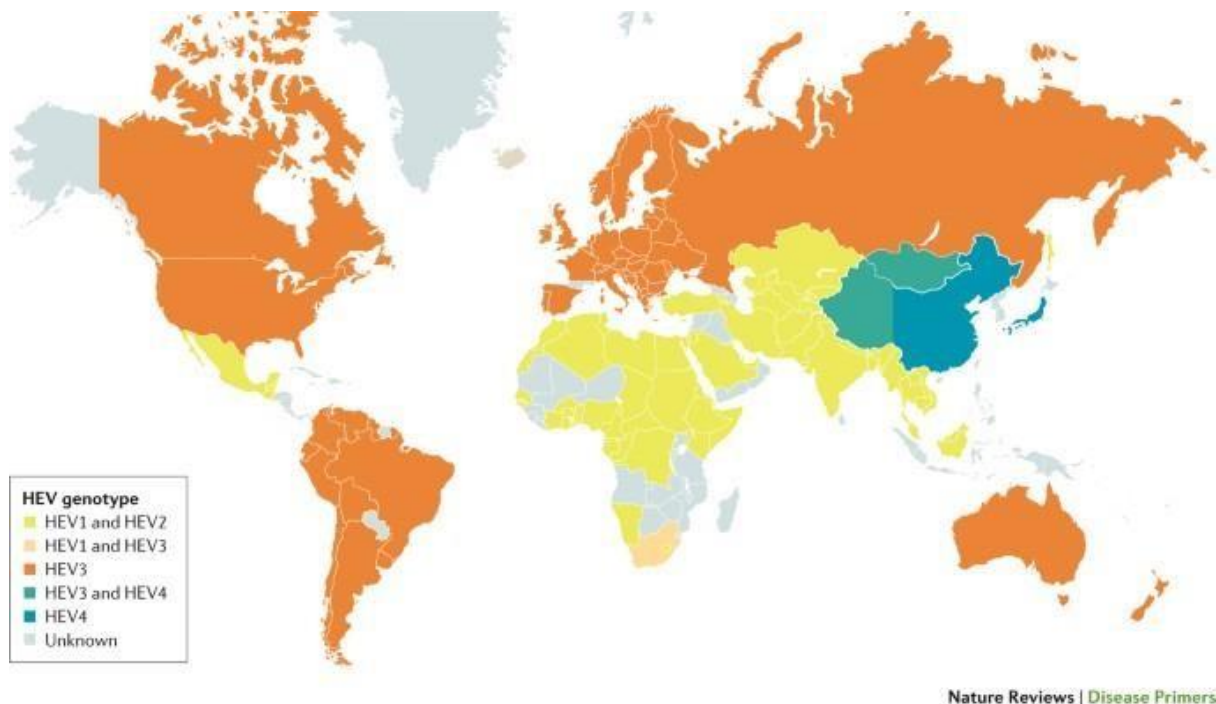 HEV genotype
HEV1 and HEV2
HEV1 and HEV3
HEV3
HEV3 and HEV4
HEV4
Unknown
Nature Reviews | Disease Primers